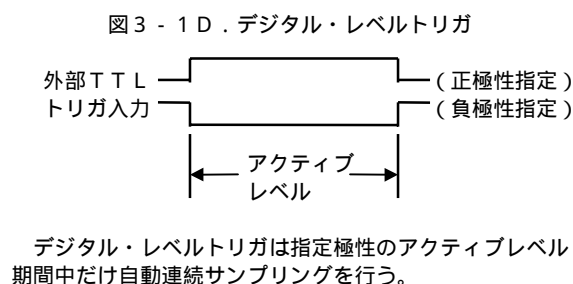 図３‐１Ｄ．デジタル・レベルトリガ
外部ＴＴＬ
（正極性指定）
トリガ入力
（負極性指定）
アクティブ
レベル
デジタル・レベルトリガは指定極性のアクティブレベル
期間中だけ自動連続サンプリングを行う。